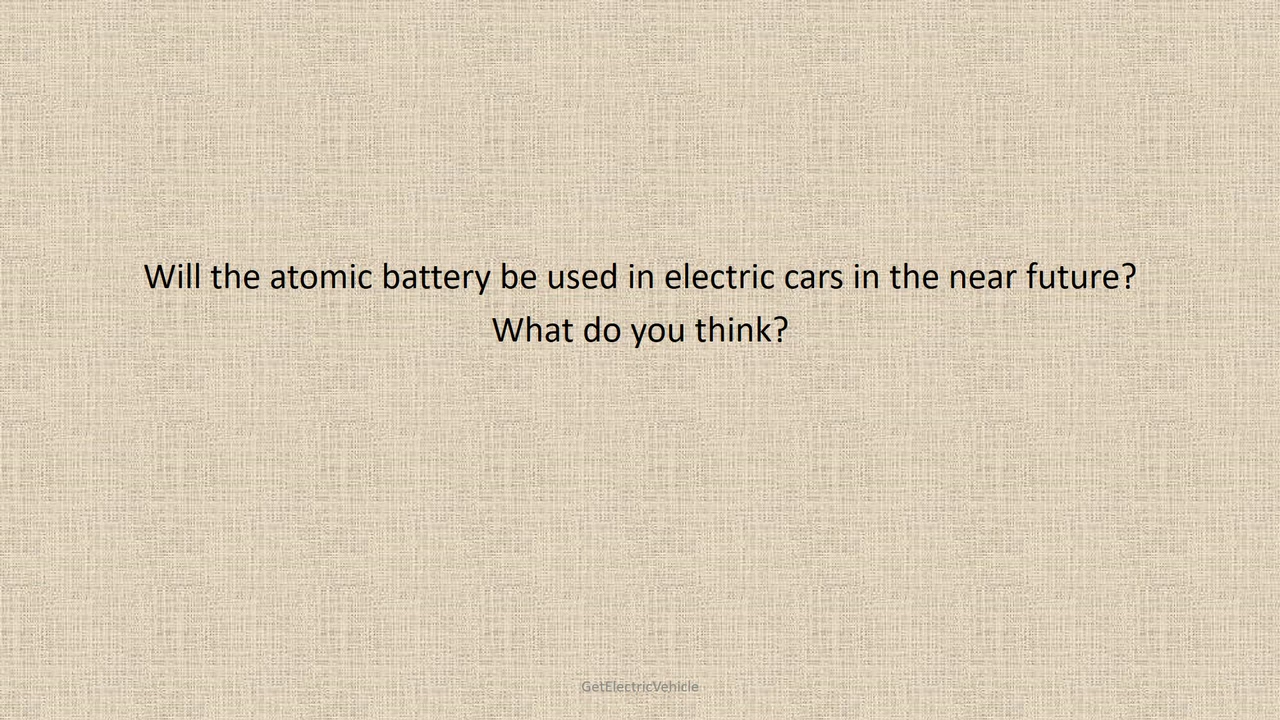 Will the atomic battery be used in electric cars in the near future?
What do you think?
GetElectricVehicle